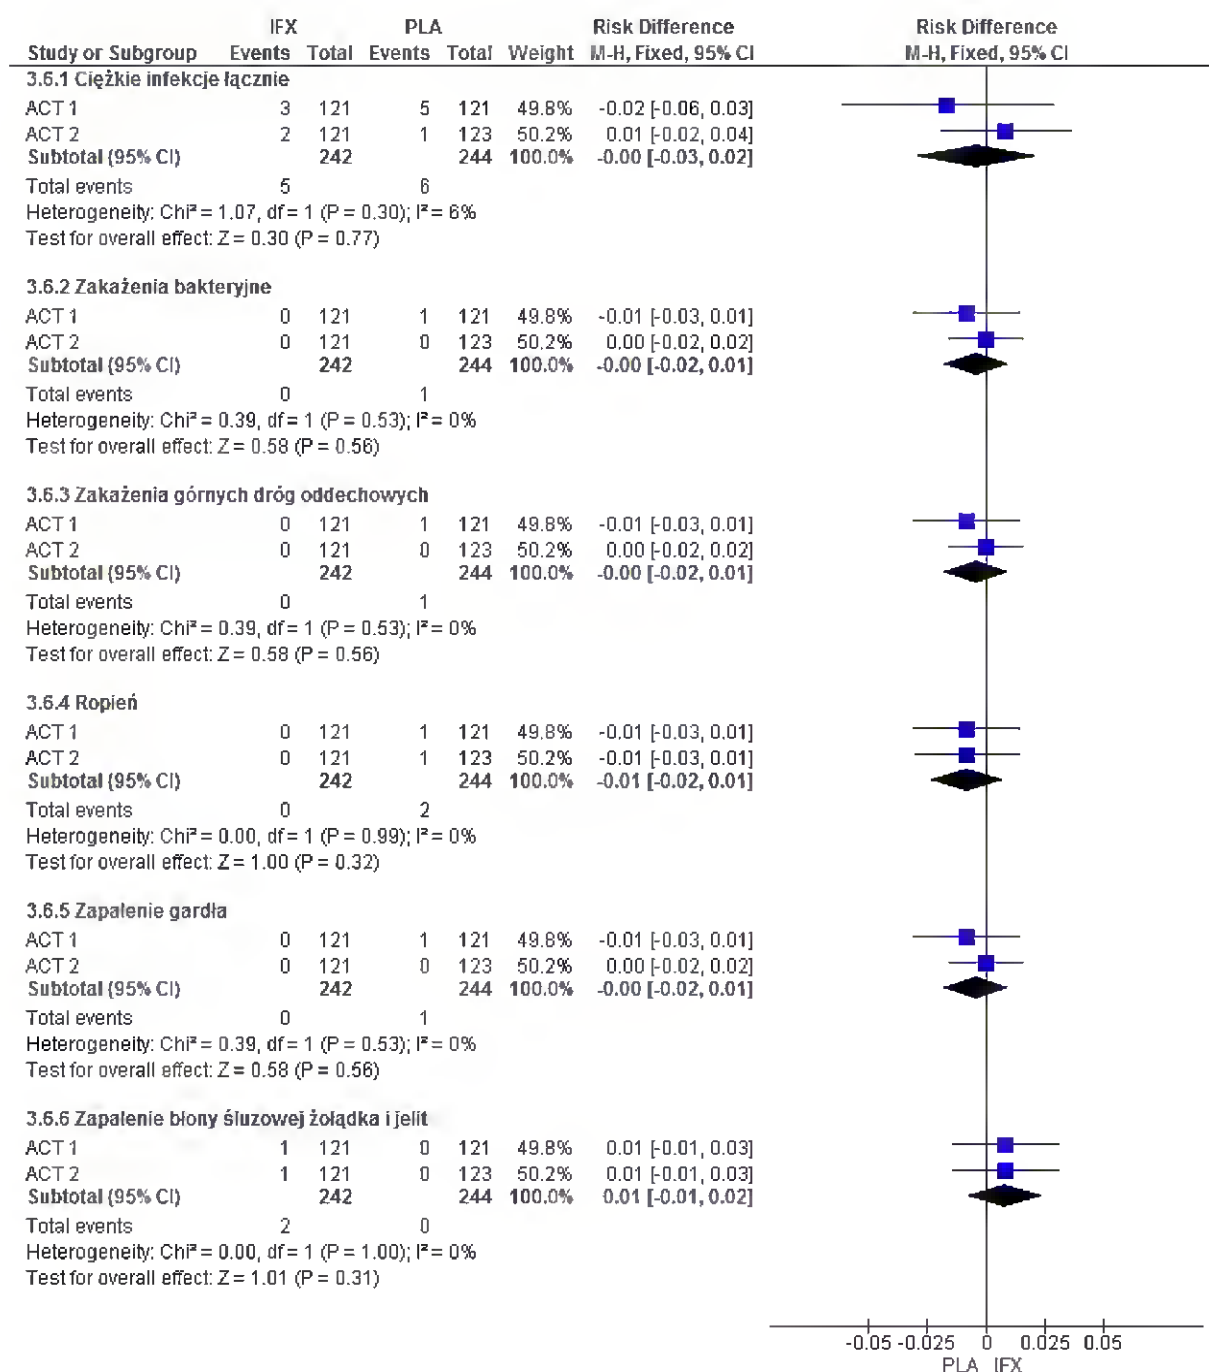 IFX PLA Risk Difference Risk Difference
Study or Subgroup Events Total Events Total Weight M-H, Fixed, 95% CI M-H, Fixed, 95% CI
3.6.1 Ciężkie infekcje łącznie
ACT 1 3 121 5 121 49.8% -0.02 [-0.06, 0.03]
ACT 2 2 121 1 123 50.2% 0.01 [-0.02, 0.04]
Subtotal (95% CI) 242 244 100.0% -0.00 [-0.03, 0.02]
Total events 5 6
Heterogeneity: Chi² = 1.07, df = 1 (P = 0.30); I² = 6%
Test for overall effect: Z = 0.30 (P = 0.77)
3.6.2 Zakażenia bakteryjne
ACT 1 0 121 1 121 49.8% -0.01 [-0.03, 0.01]
ACT 2 0 121 0 123 50.2% 0.00 [-0.02, 0.02]
Subtotal (95% CI) 242 244 100.0% -0.00 [-0.02, 0.01]
Total events 0 1
Heterogeneity: Chi² = 0.39, df = 1 (P = 0.53); I² = 0%
Test for overall effect: Z = 0.58 (P = 0.56)
3.6.3 Zakażenia górnych dróg oddechowych
ACT 1 0 121 1 121 49.8% -0.01 [-0.03, 0.01]
ACT 2 0 121 0 123 50.2% 0.00 [-0.02, 0.02]
Subtotal (95% CI) 242 244 100.0% -0.00 [-0.02, 0.01]
Total events 0 1
Heterogeneity: Chi² = 0.39, df = 1 (P = 0.53); I² = 0%
Test for overall effect: Z = 0.58 (P = 0.56)
3.6.4 Ropień
ACT 1 0 121 1 121 49.8% -0.01 [-0.03, 0.01]
ACT 2 0 121 1 123 50.2% -0.01 [-0.03, 0.01]
Subtotal (95% CI) 242 244 100.0% -0.01 [-0.02, 0.01]
Total events 0 2
Heterogeneity: Chi² = 0.00, df = 1 (P = 0.99); I² = 0%
Test for overall effect: Z = 1.00 (P = 0.32)
3.6.5 Zapalenie gardła
ACT 1 0 121 1 121 49.8% -0.01 [-0.03, 0.01]
ACT 2 0 121 0 123 50.2% 0.00 [-0.02, 0.02]
Subtotal (95% CI) 242 244 100.0% -0.00 [-0.02, 0.01]
Total events 0 1
Heterogeneity: Chi² = 0.39, df = 1 (P = 0.53); I² = 0%
Test for overall effect: Z = 0.58 (P = 0.56)
3.6.6 Zapalenie błony śluzowej żołądka i jelit
ACT 1 1 121 0 121 49.8% 0.01 [-0.01, 0.03]
ACT 2 1 121 0 123 50.2% 0.01 [-0.01, 0.03]
Subtotal (95% CI) 242 244 100.0% 0.01 [-0.01, 0.02]
Total events 2 0
Heterogeneity: Chi² = 0.00, df = 1 (P = 1.00); I² = 0%
Test for overall effect: Z = 1.01 (P = 0.31)
-0.05 -0.025 0 0.025 0.05
PLA IFX